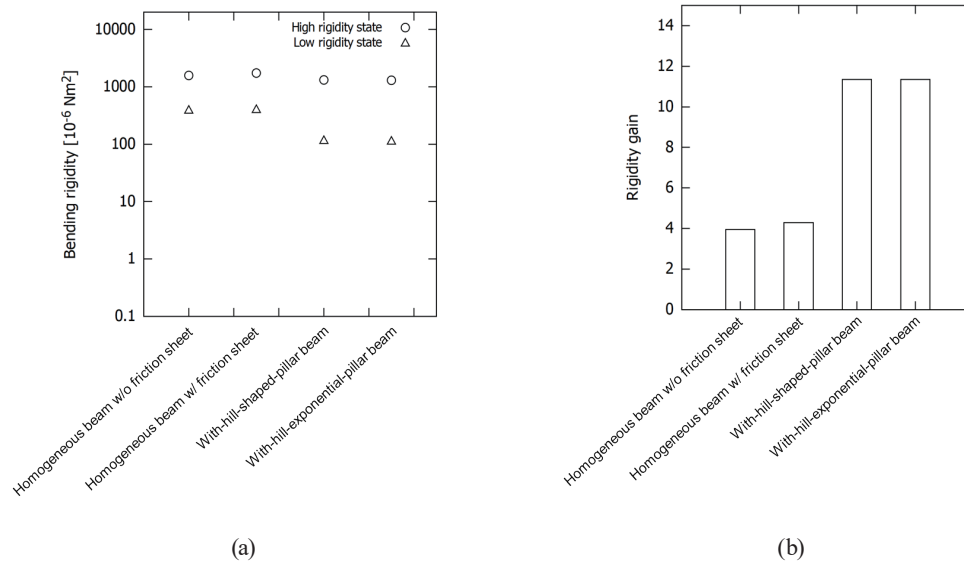 High rigidity state
Low rigidity state
Bending rigidity [10⁻⁶ Nm²]
10000
1000
100
10
1
0.1
Homogeneous beam w/o friction sheet
Homogeneous beam w/ friction sheet
With-hill-shaped-pillar beam
With-hill-exponential-pillar beam
(a)
Rigidity gain
14
12
10
8
6
4
2
0
Homogeneous beam w/o friction sheet
Homogeneous beam w/ friction sheet
With-hill-shaped-pillar beam
With-hill-exponential-pillar beam
(b)